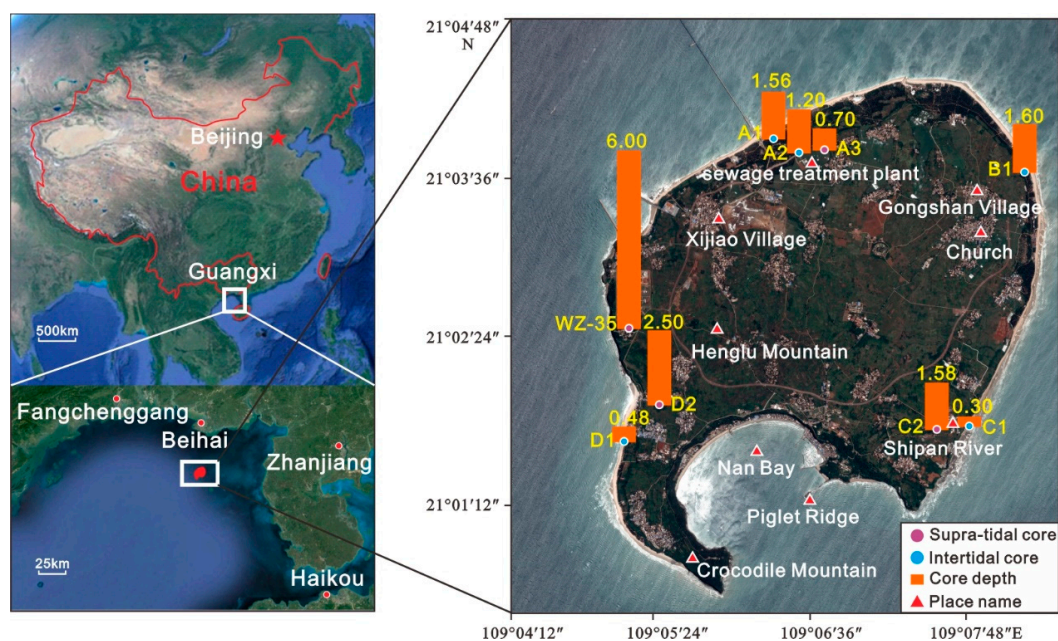 Beijing
China
Guangxi
500km
Fangchenggang
Beihai
Zhanjiang
25km
Haikou
21°04′48″
N
21°03′36″
21°02′24″
21°01′12″
109°04′12″
109°05′24″
109°06′36″
109°07′48″E
1.56
1.20
0.70
1.60
6.00
A1
A2
A3
B1
sewage treatment plant
Gongshan Village
Xijiao Village
Church
WZ-35
2.50
Henglu Mountain
1.58
0.48
D2
0.30
D1
C2
C1
Shipan River
Nan Bay
Piglet Ridge
Crocodile Mountain
Supra-tidal core
Intertidal core
Core depth
Place name